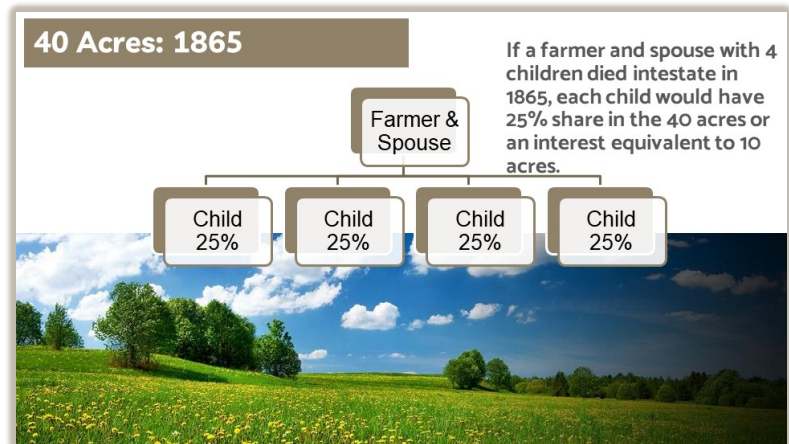 40 Acres: 1865
If a farmer and spouse with 4
children died intestate in
1865, each child would have
25% share in the 40 acres or
an interest equivalent to 10
acres.
Farmer &
Spouse
Child
25%
Child
25%
Child
25%
Child
25%